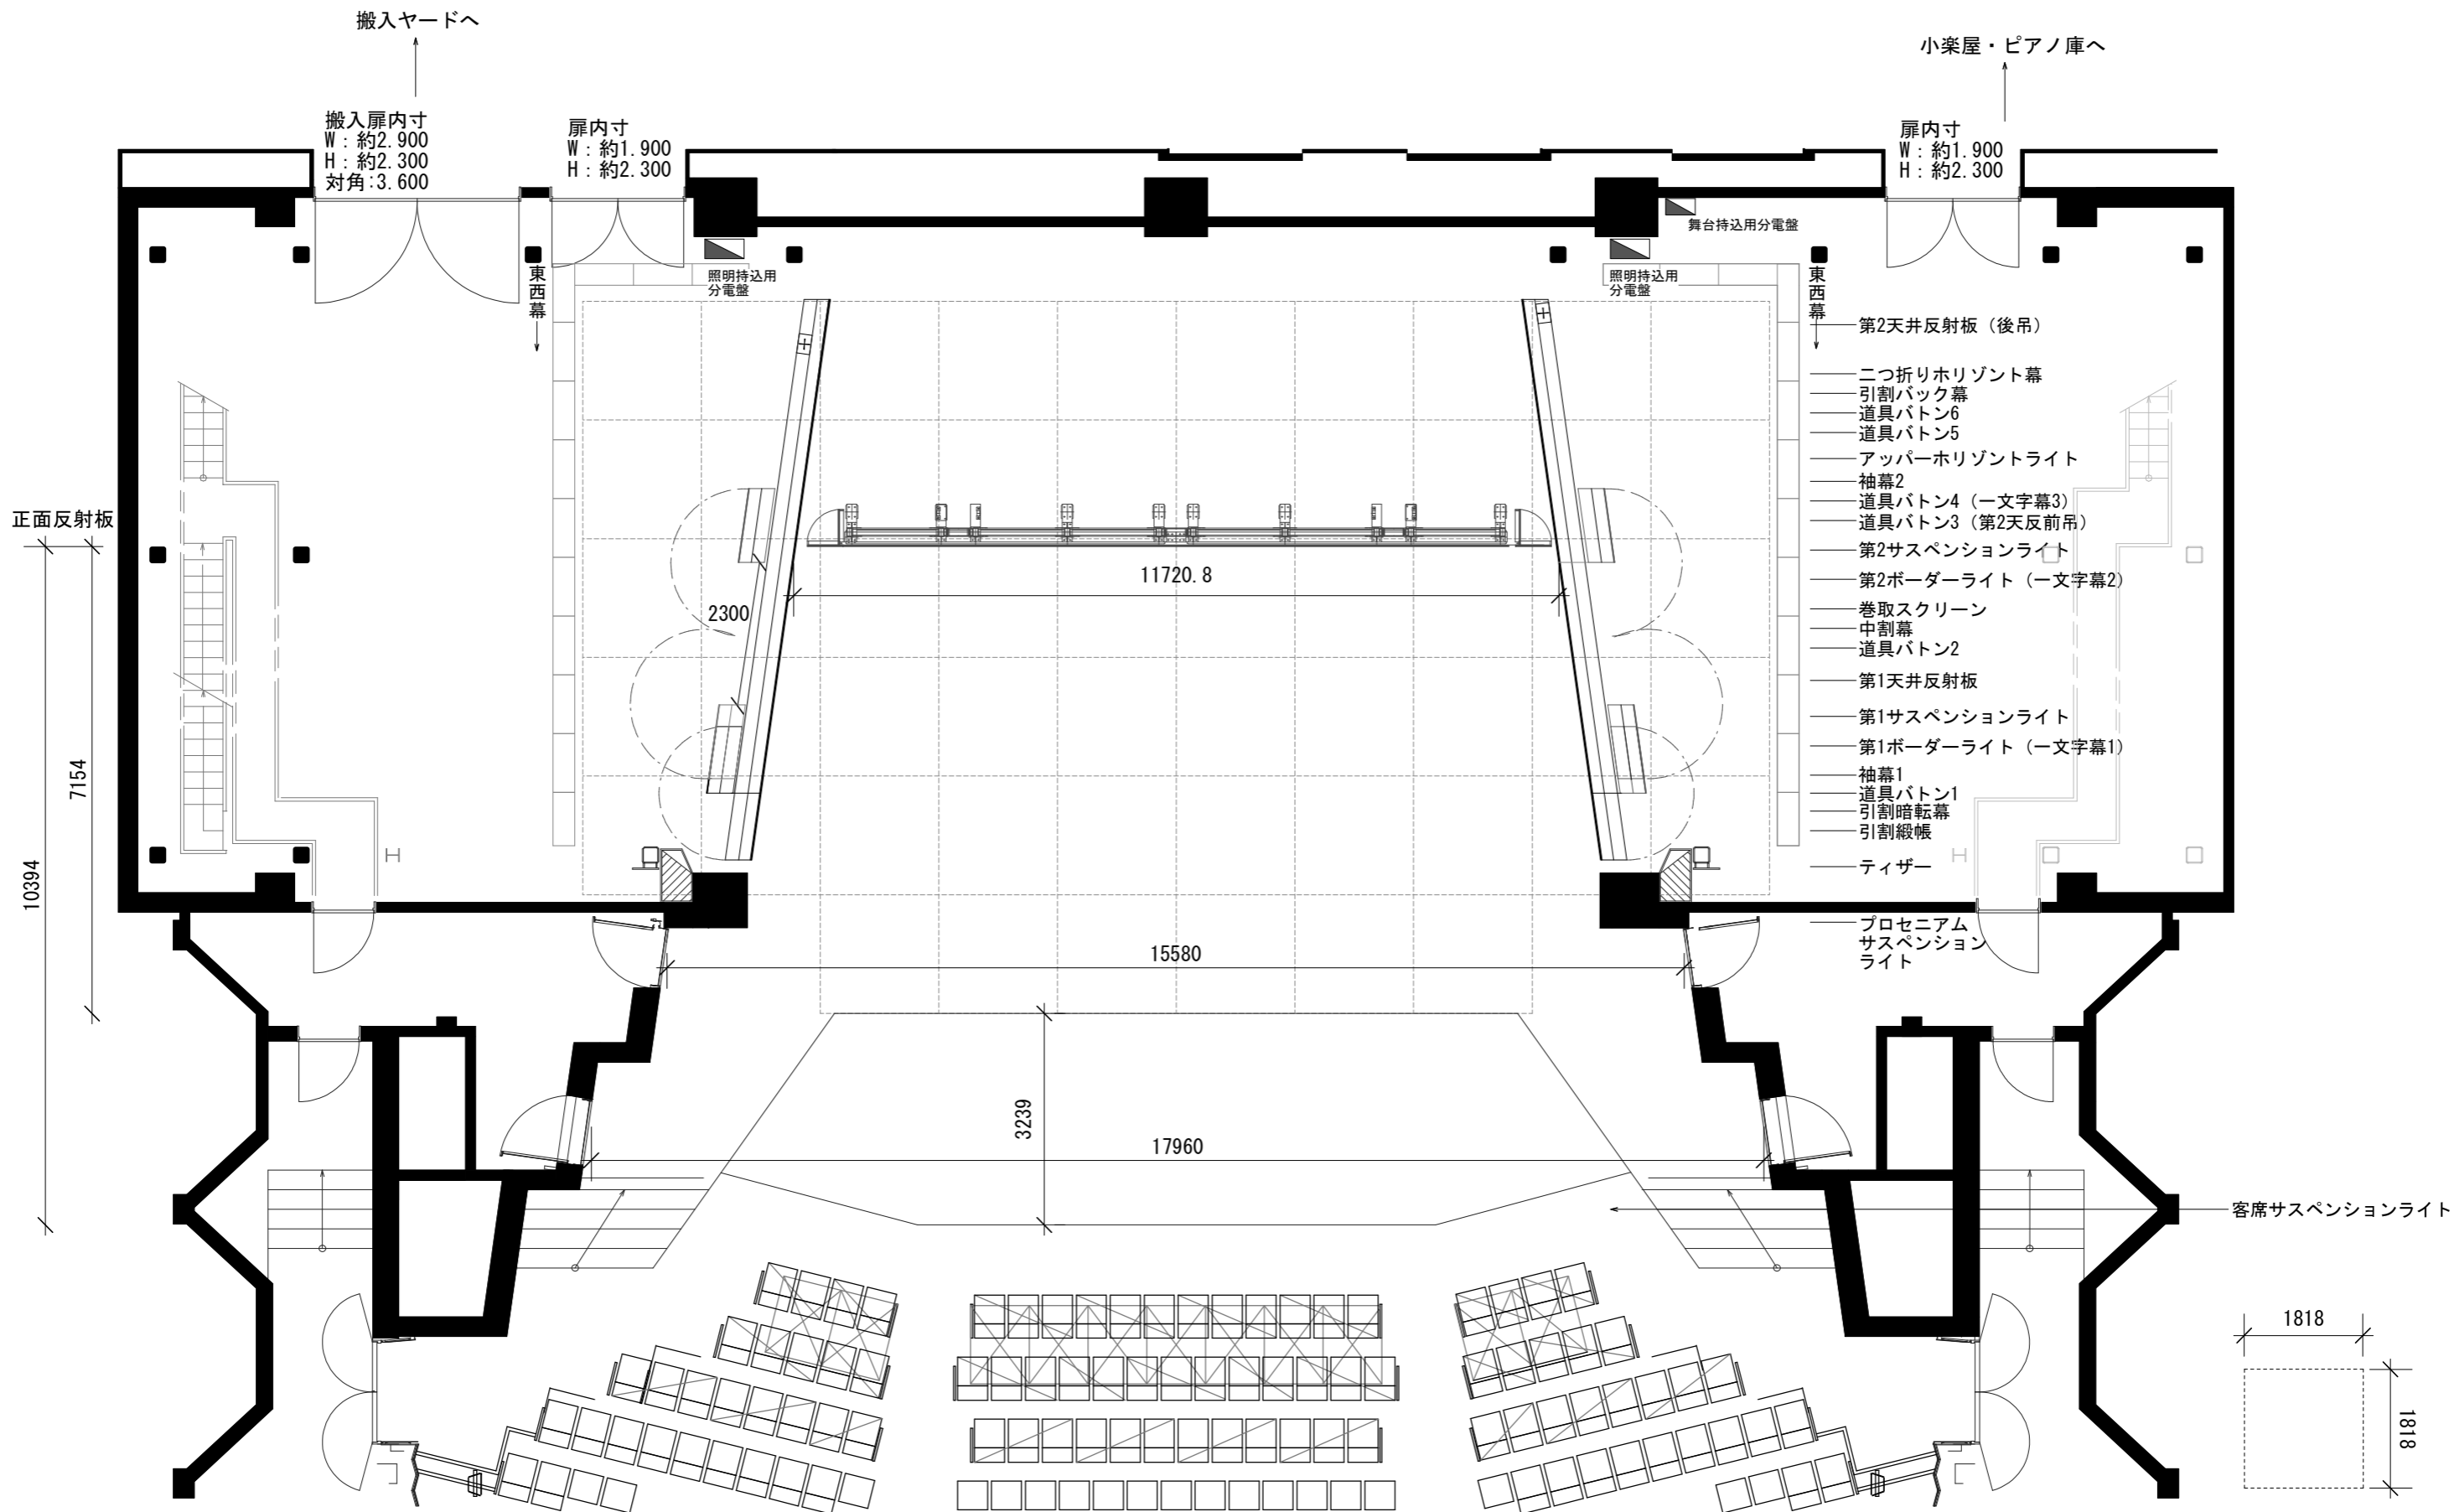 搬入ヤードへ
小楽屋・ピアノ庫へ
搬入扉内寸
W：約2.900
H：約2.300
対角:3.600
扉内寸
W：約1.900
H：約2.300
扉内寸
W：約1.900
H：約2.300
舞台持込用分電盤
照明持込用
分電盤
照明持込用
分電盤
東西幕
東西幕
第2天井反射板（後吊）
二つ折りホリゾント幕
引割バック幕
道具バトン6
道具バトン5
アッパーホリゾントライト
袖幕2
道具バトン4（一文字幕3）
道具バトン3（第2天反前吊）
第2サスペンションライト
第2ボーダーライト（一文字幕2）
巻取スクリーン
中割幕
道具バトン2
第1天井反射板
第1サスペンションライト
第1ボーダーライト（一文字幕1）
袖幕1
道具バトン1
引割暗転幕
引割緞帳
ティザー
プロセニアム
サスペンション
ライト
正面反射板
11720.8
2300
7154
10394
15580
3239
17960
客席サスペンションライト
1818
1818